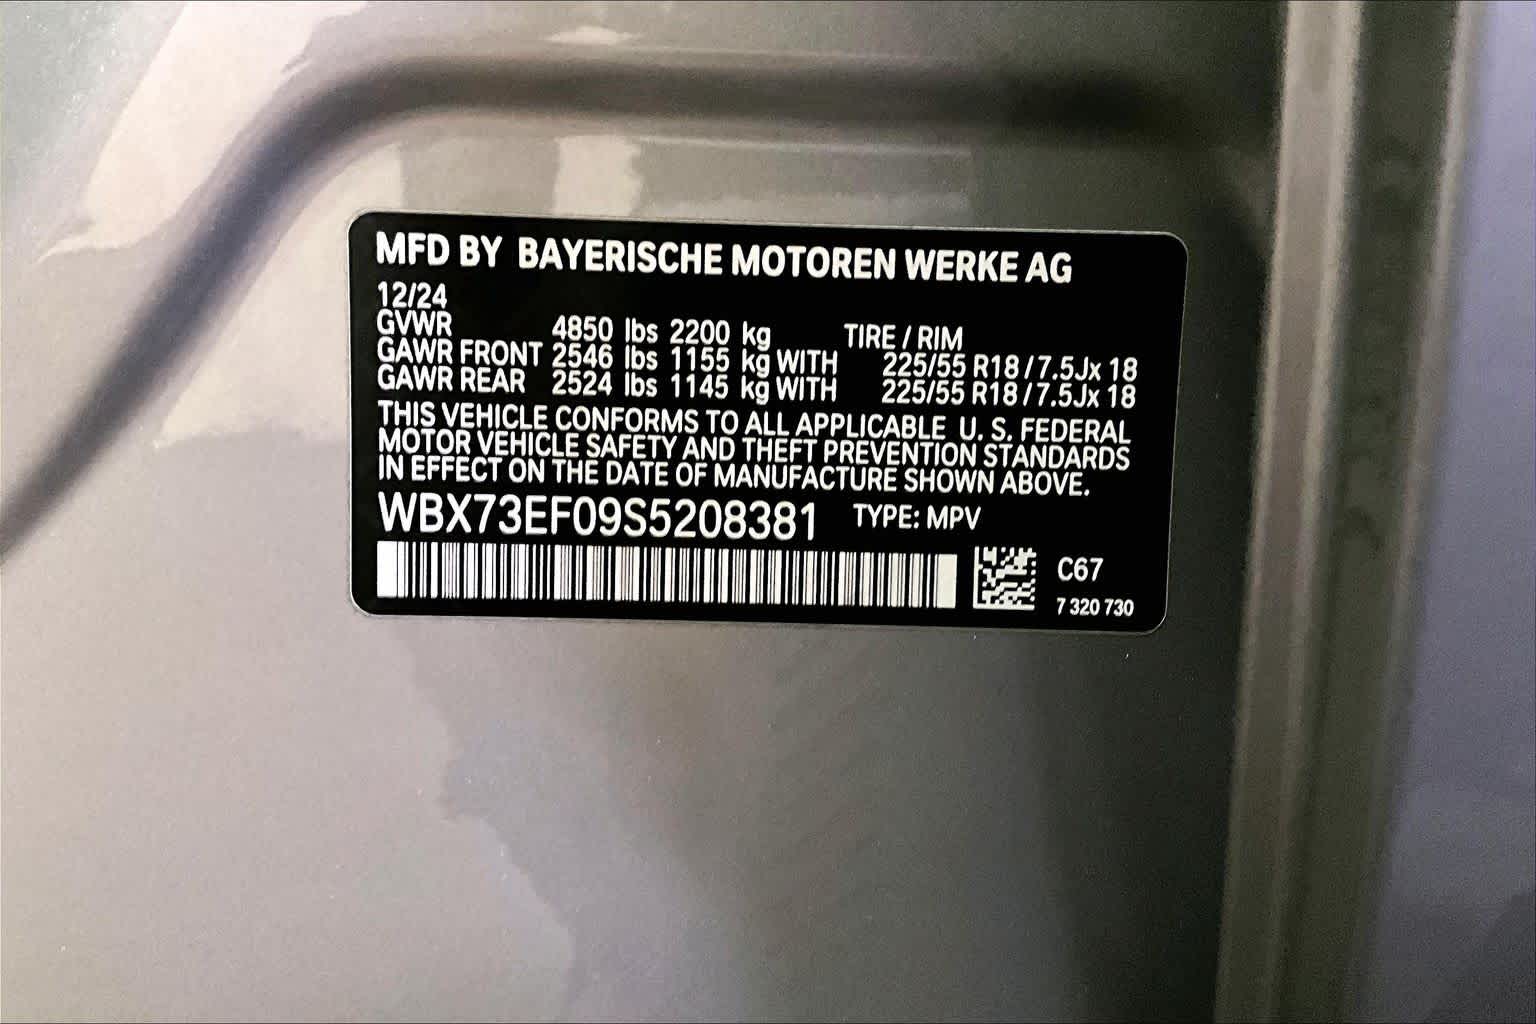 MFD BY BAYERISCHE MOTOREN WERKE AG
12/24
GVWR 4850 lbs 2200 kg TIRE / RIM
GAWR FRONT 2546 lbs 1155 kg WITH 225/55 R18 / 7.5Jx 18
GAWR REAR 2524 lbs 1145 kg WITH 225/55 R18 / 7.5Jx 18
THIS VEHICLE CONFORMS TO ALL APPLICABLE U. S. FEDERAL
MOTOR VEHICLE SAFETY AND THEFT PREVENTION STANDARDS
IN EFFECT ON THE DATE OF MANUFACTURE SHOWN ABOVE.
WBX73EF09S5208381 TYPE: MPV
C67
7 320 730